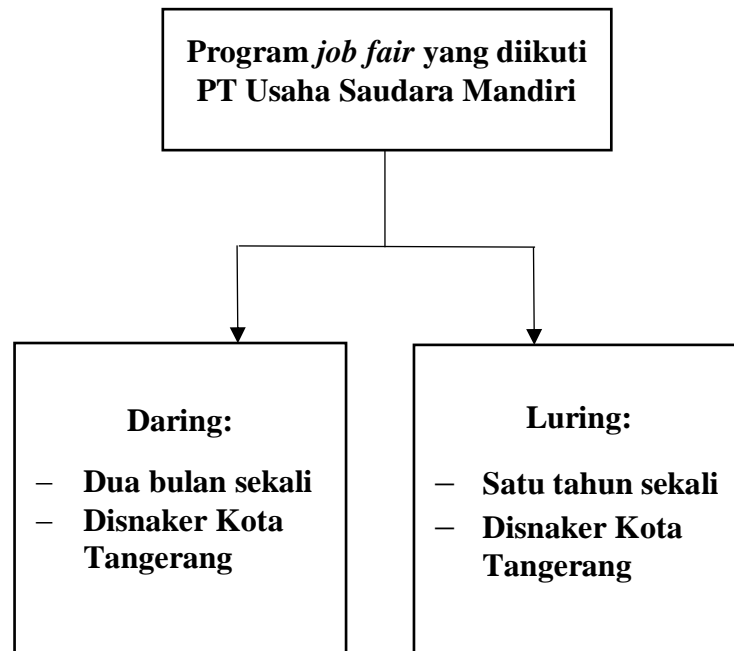 Program job fair yang diikuti
PT Usaha Saudara Mandiri
Daring:
– Dua bulan sekali
– Disnaker Kota
Tangerang
Luring:
– Satu tahun sekali
– Disnaker Kota
Tangerang